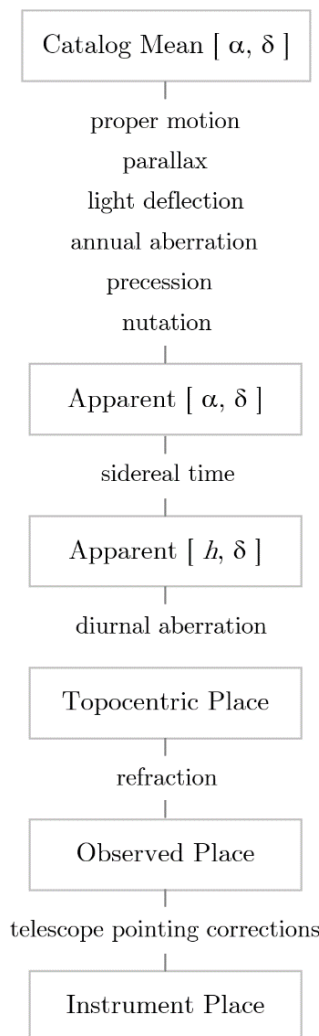 Catalog Mean [ α, δ ]
proper motion
parallax
light deflection
annual aberration
precession
nutation
Apparent [ α, δ ]
sidereal time
Apparent [ h, δ ]
diurnal aberration
Topocentric Place
refraction
Observed Place
telescope pointing corrections
Instrument Place